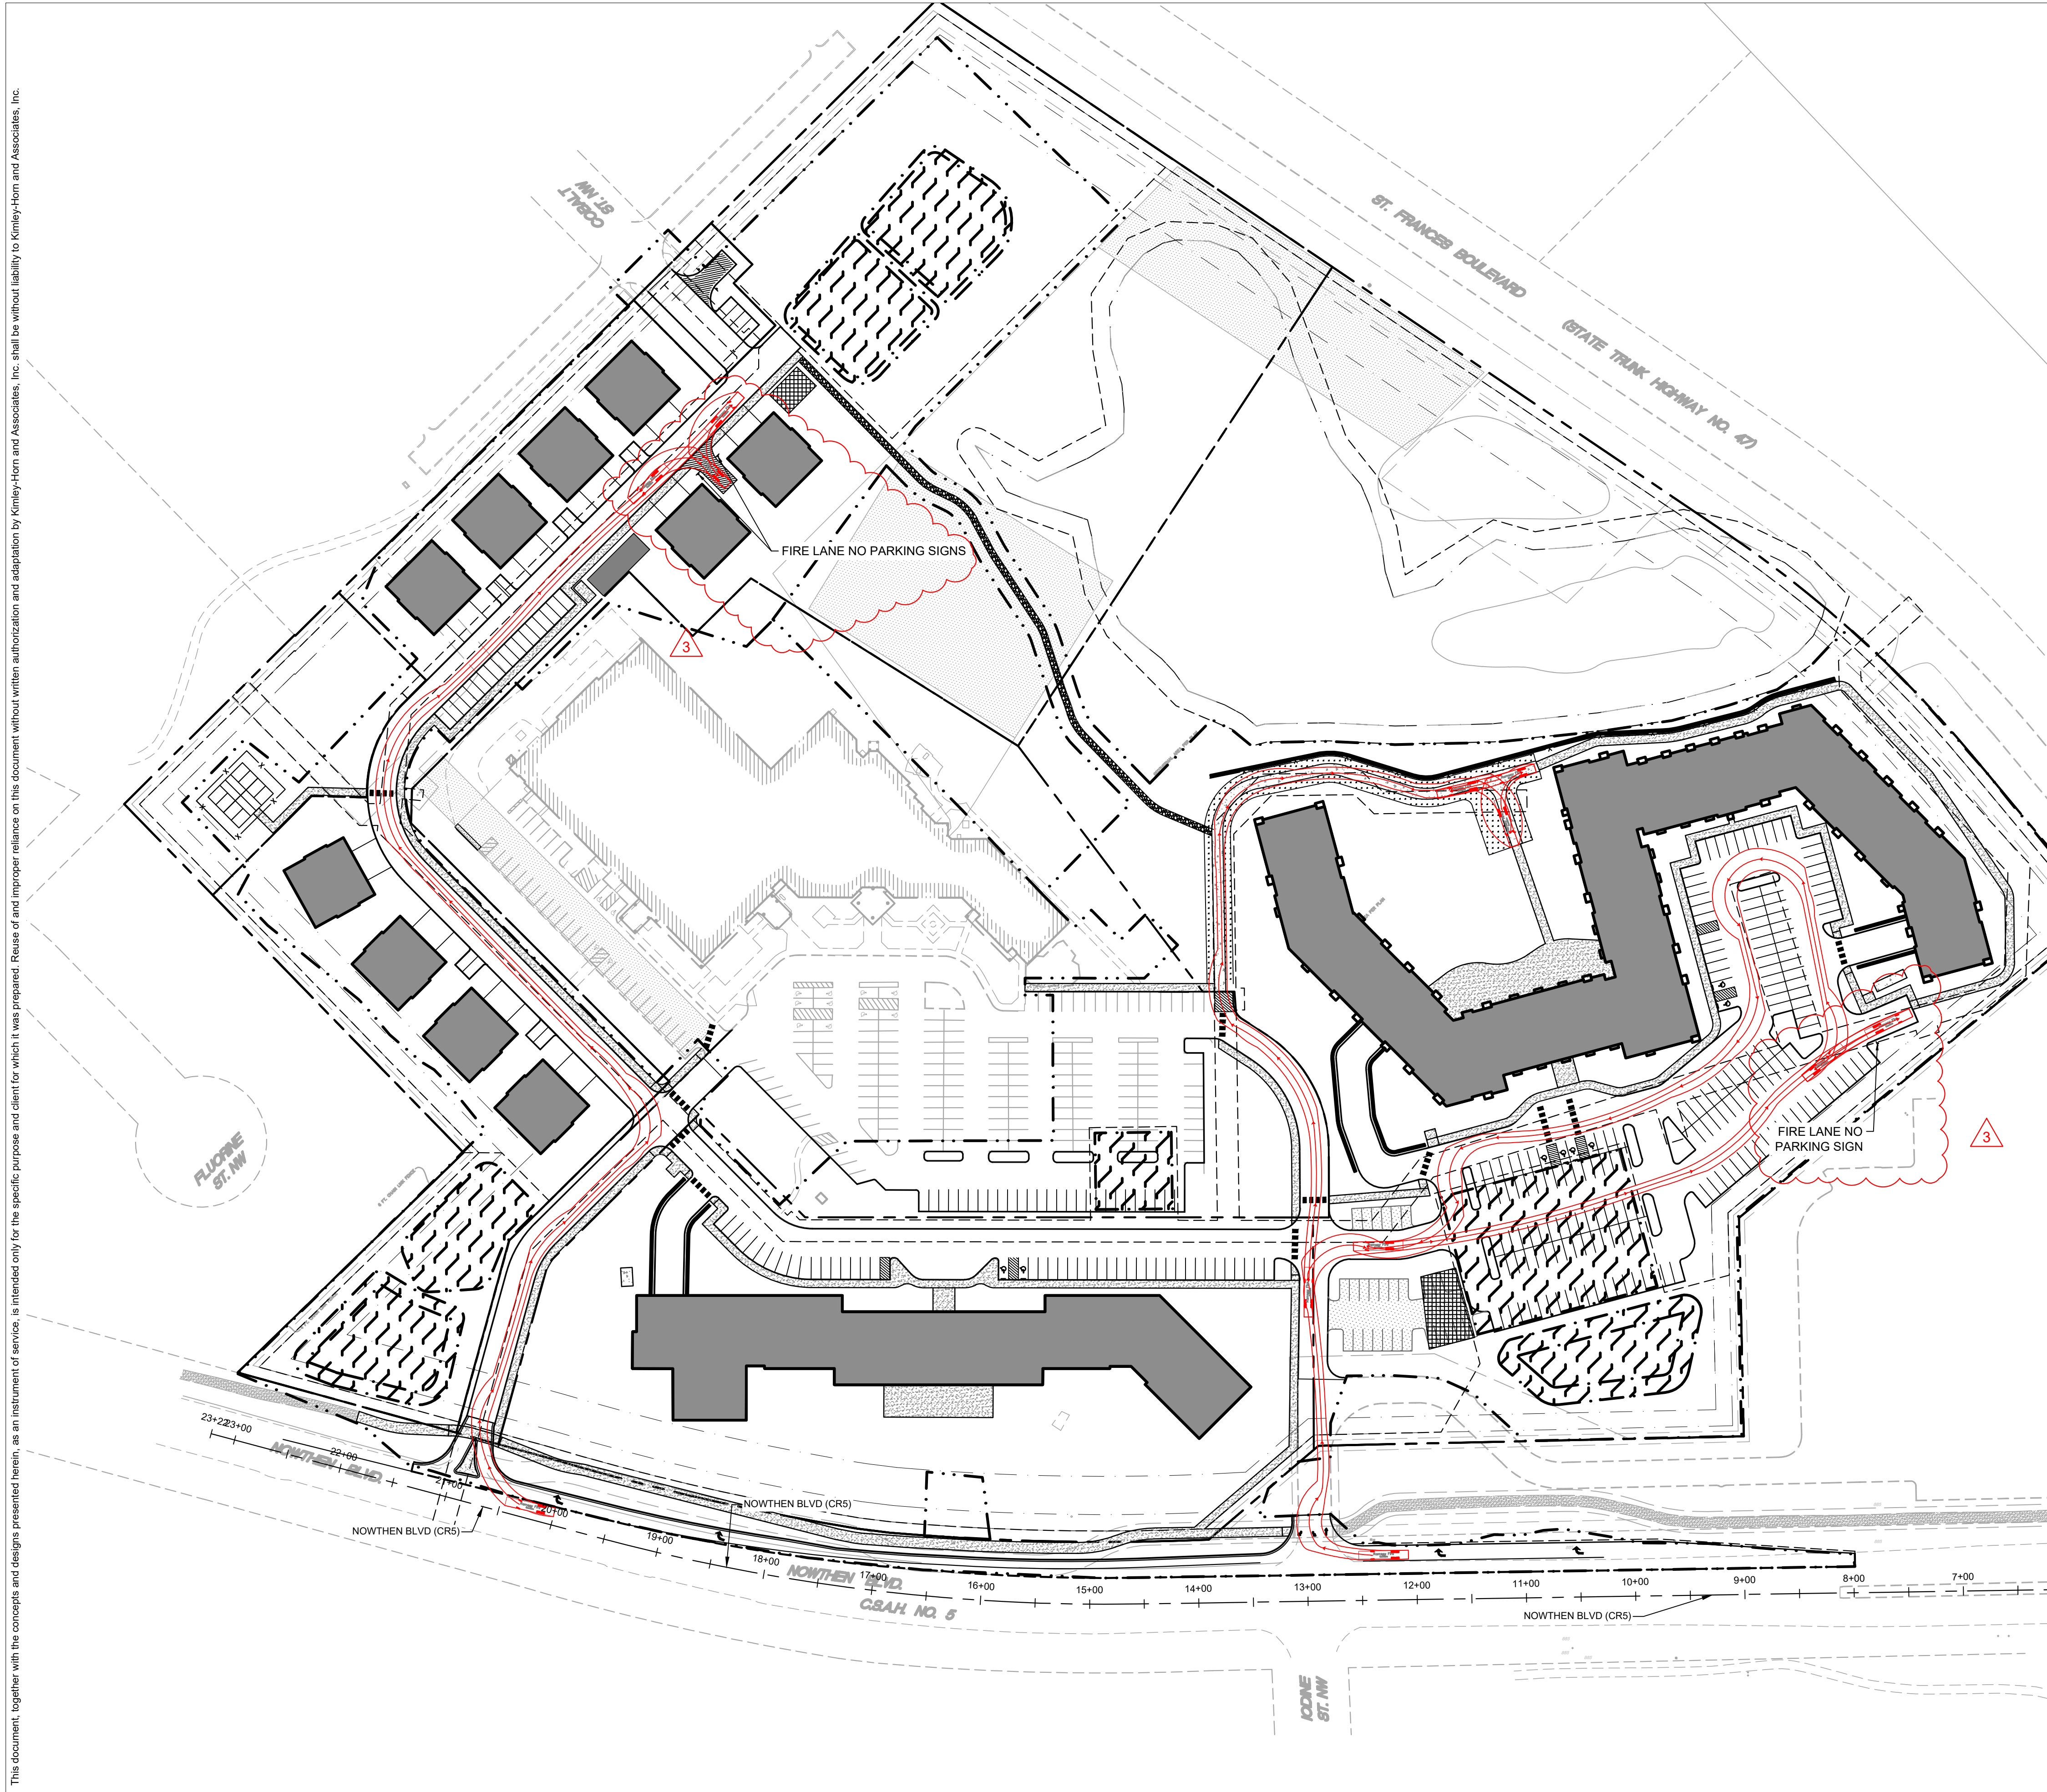 This document, together with the concepts and designs presented herein, as an instrument of service, is intended only for the specific purpose and client for which it was prepared. Reuse of and improper reliance on this document without written authorization and adaptation by Kimley-Horn and Associates, Inc. shall be without liability to Kimley-Horn and Associates, Inc.
COBALT
ST. NW
ST. FRANCES BOULEVARD
(STATE TRUNK HIGHWAY NO. 47)
FIRE LANE NO PARKING SIGNS
3
FIRE LANE NO
PARKING SIGN
3
FLUORINE
ST. NW
6 FT. CHAIN LINK FENCE
23+22
23+00
22+00
21+00
20+00
19+00
18+00
17+00
16+00
15+00
14+00
13+00
12+00
11+00
10+00
9+00
8+00
7+00
NOWTHEN BLVD.
NOWTHEN BLVD (CR5)
NOWTHEN BLVD (CR5)
NOWTHEN BLVD.
C.S.A.H. NO. 5
NOWTHEN BLVD (CR5)
IODINE
ST. NW